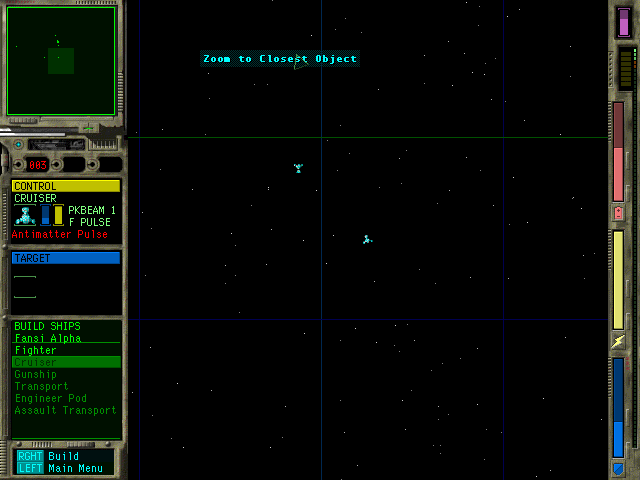 Zoom to Closest Object
003
CONTROL
CRUISER
PKBEAM 1
F PULSE
Antimatter Pulse
TARGET
BUILD SHIPS
Fansi Alpha
Fighter
Cruiser
Gunship
Transport
Engineer Pod
Assault Transport
RGHT Build
LEFT Main Menu